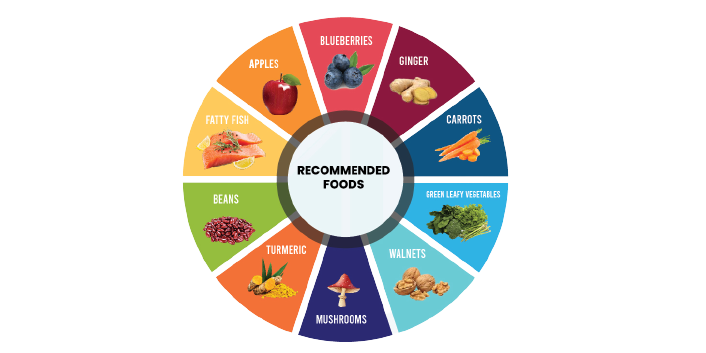 BLUEBERRIES
GINGER
CARROTS
GREEN LEAFY VEGETABLES
WALNETS
MUSHROOMS
TURMERIC
BEANS
FATTY FISH
APPLES
RECOMMENDED
FOODS